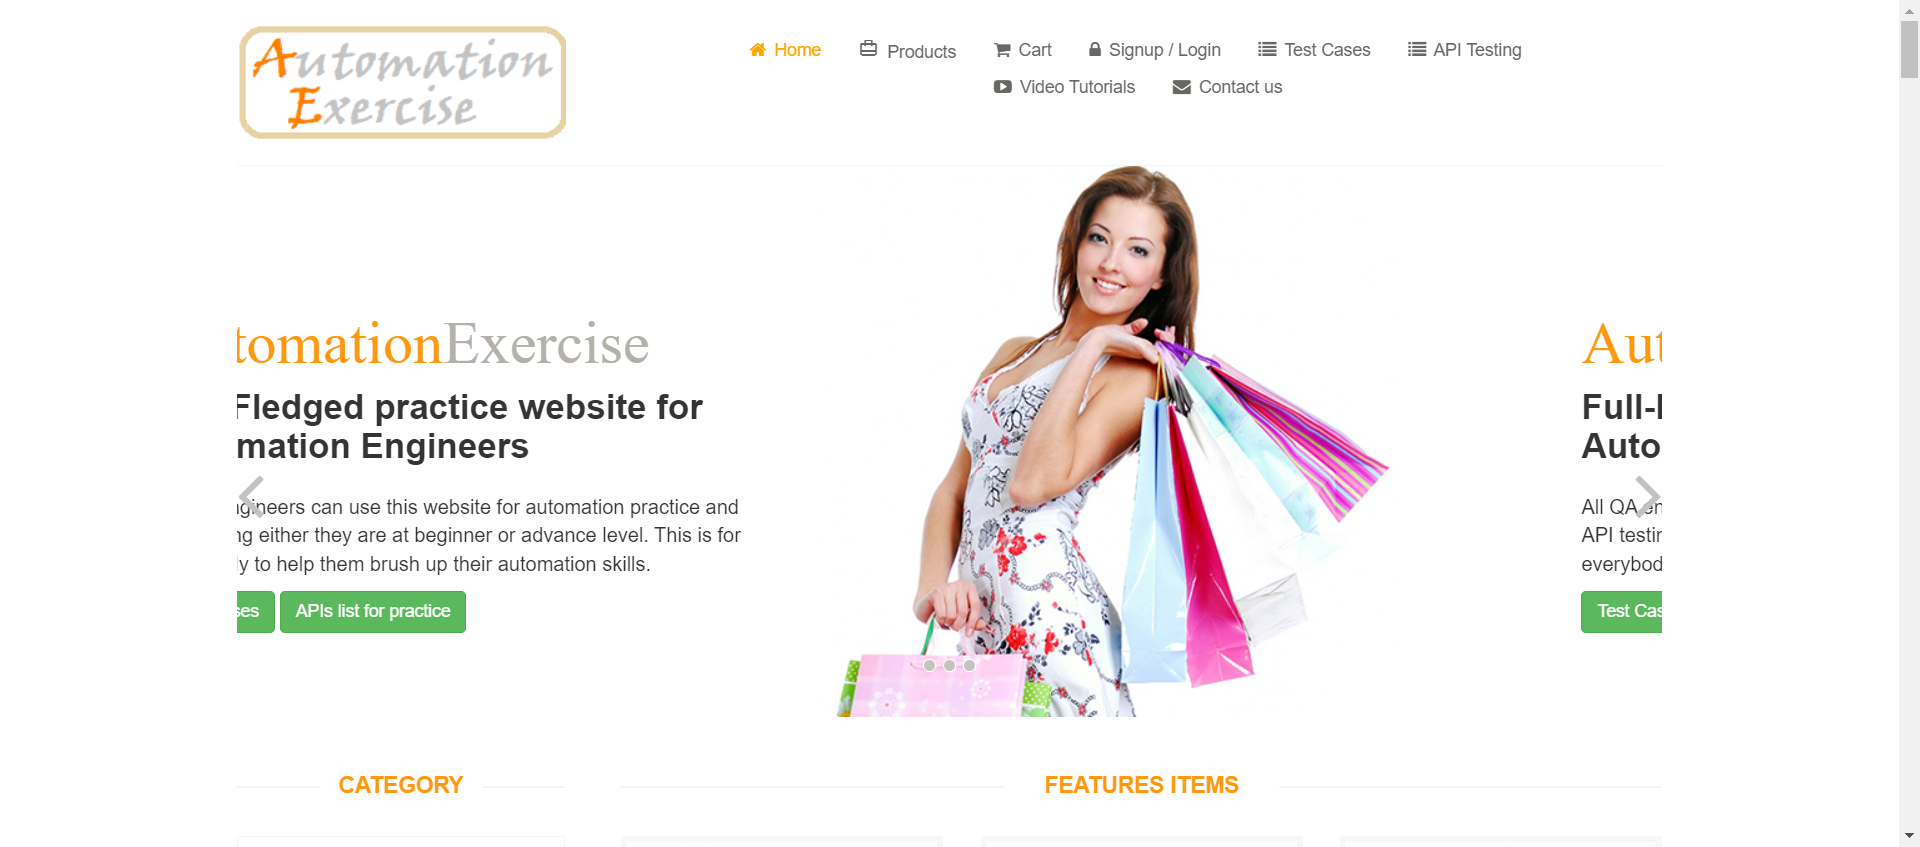 Automation
Exercise
Home
Products
Cart
Signup / Login
Test Cases
API Testing
Video Tutorials
Contact us
tomationExercise
Fledged practice website for
mation Engineers
gineers can use this website for automation practice and
ng either they are at beginner or advance level. This is for
ly to help them brush up their automation skills.
ses
APIs list for practice
Aut
Full-
Auto
All QA en
API testin
everybod
Test Cas
CATEGORY
FEATURES ITEMS